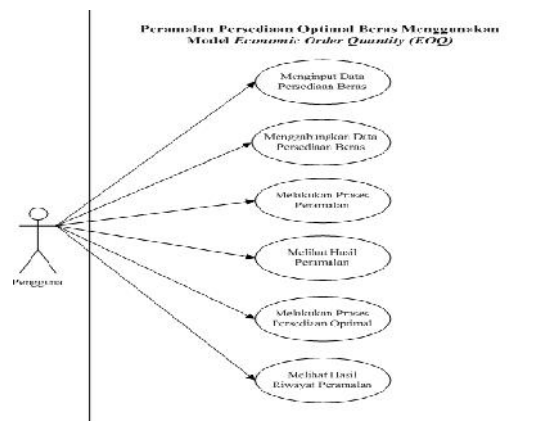 Peramalan Persediaan Optimal Beras Menggunakan
Model Economic Order Quantity (EOQ)
Menginput Data
Persediaan Beras
Menggabungkan Data
Persediaan Beras
Melakukan Proses
Peramalan
Melihat Hasil
Peramalan
Pengguna
Melakukan Proses
Persediaan Optimal
Melihat Hasil
Riwayat Peramalan